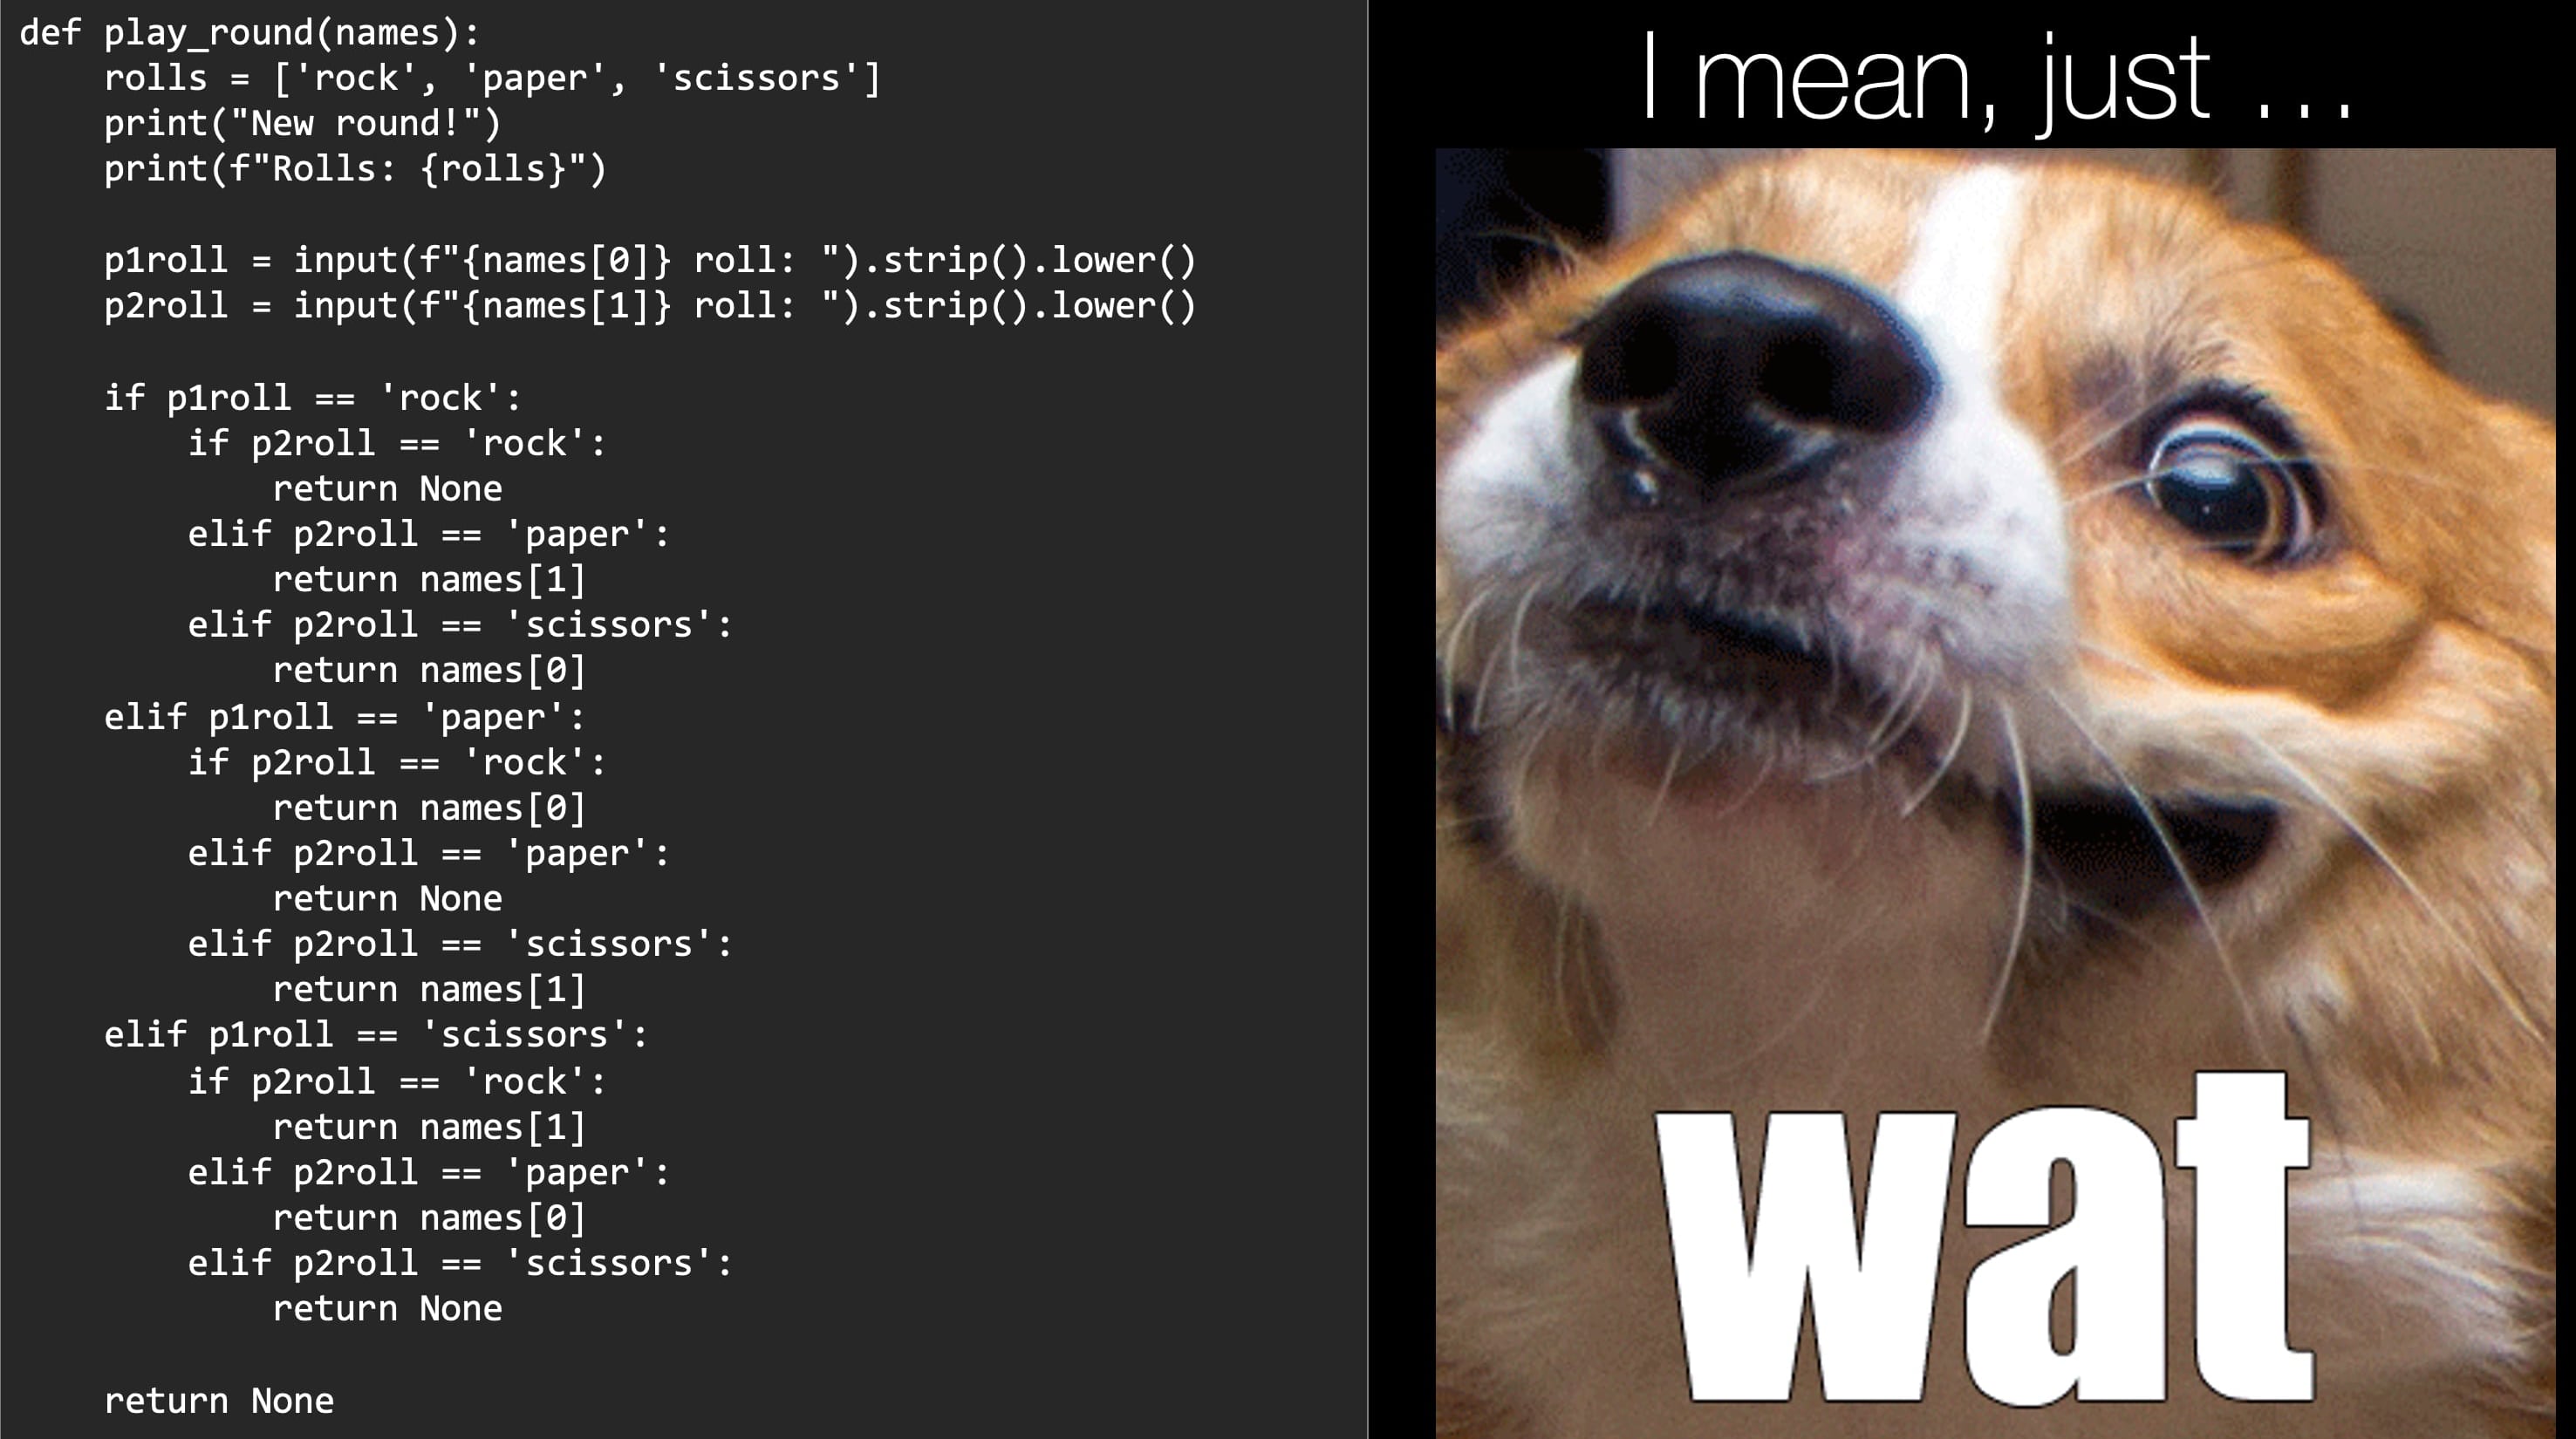 def play_round(names):
    rolls = ['rock', 'paper', 'scissors']
    print("New round!")
    print(f"Rolls: {rolls}")

    p1roll = input(f"{names[0]} roll: ").strip().lower()
    p2roll = input(f"{names[1]} roll: ").strip().lower()

    if p1roll == 'rock':
        if p2roll == 'rock':
            return None
        elif p2roll == 'paper':
            return names[1]
        elif p2roll == 'scissors':
            return names[0]
    elif p1roll == 'paper':
        if p2roll == 'rock':
            return names[0]
        elif p2roll == 'paper':
            return None
        elif p2roll == 'scissors':
            return names[1]
    elif p1roll == 'scissors':
        if p2roll == 'rock':
            return names[1]
        elif p2roll == 'paper':
            return names[0]
        elif p2roll == 'scissors':
            return None

    return None
I mean, just ...
wat